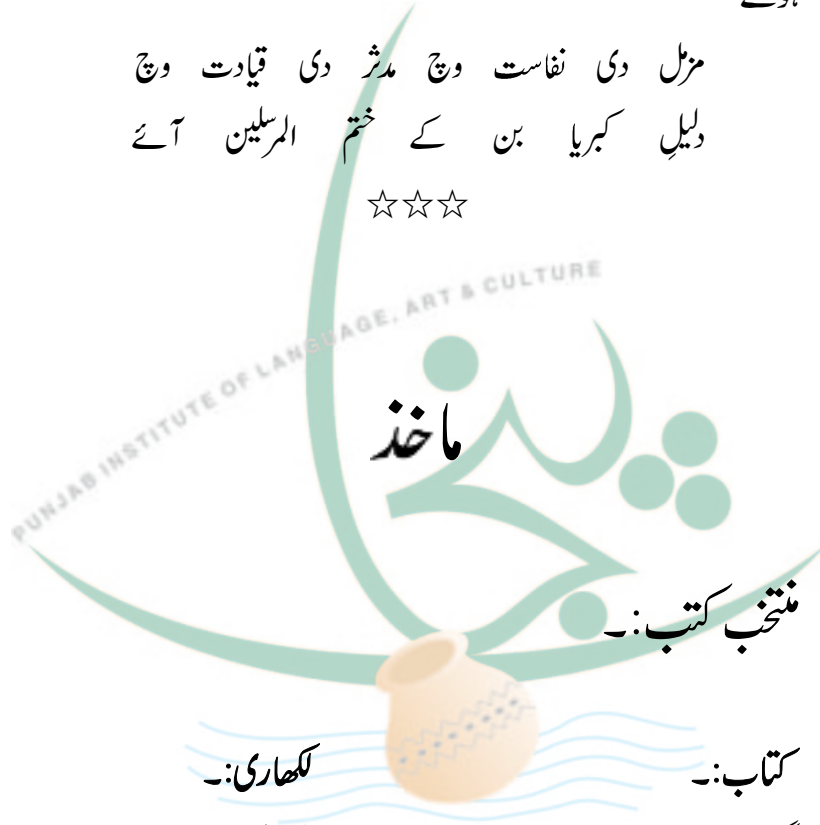 مزمل دی نفاست وچ مدثر دی قیادت وچ
دلیلِ کبریا بن کے ختم المرسلین آئے
☆☆☆
PUNJAB INSTITUTE OF LANGUAGE, ART & CULTURE
پنجاب
ماخذ
منتخب کتب:۔
کتاب:۔ لکھاری:۔